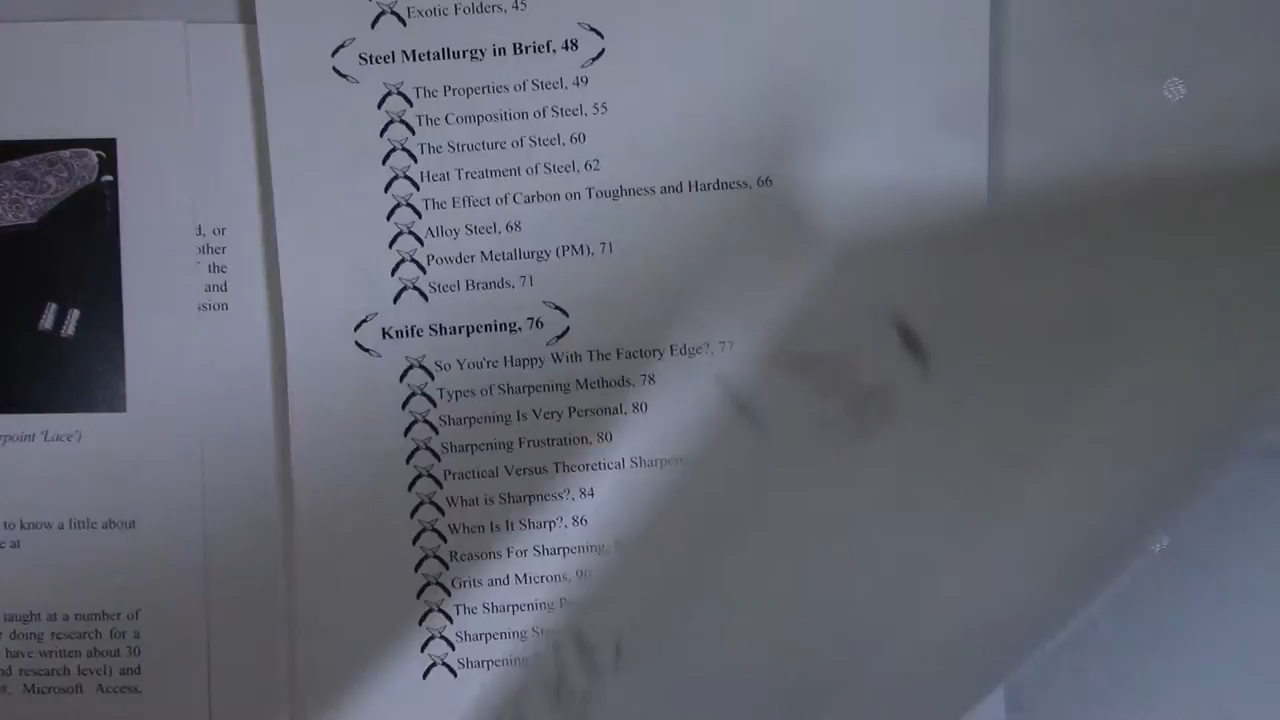 Exotic Folders, 45
Steel Metallurgy in Brief, 48
The Properties of Steel, 49
The Composition of Steel, 55
The Structure of Steel, 60
Heat Treatment of Steel, 62
The Effect of Carbon on Toughness and Hardness, 66
Alloy Steel, 68
Powder Metallurgy (PM), 71
Steel Brands, 71
Knife Sharpening, 76
So You're Happy With The Factory Edge?, 77
Types of Sharpening Methods, 78
Sharpening Is Very Personal, 80
Sharpening Frustration, 80
Practical Versus Theoretical
What is Sharpness?, 84
When Is It Sharp?, 86
Reasons For Sharpening,
Grits and Microns, 90
The Sharpening
Sharpening
Sharpening
d, or
other
the
and
ssion
rpoint "Lace")
to know a little about
e at
taught at a number of
r doing research for a
have written about 30
nd research level) and
#, Microsoft Access,